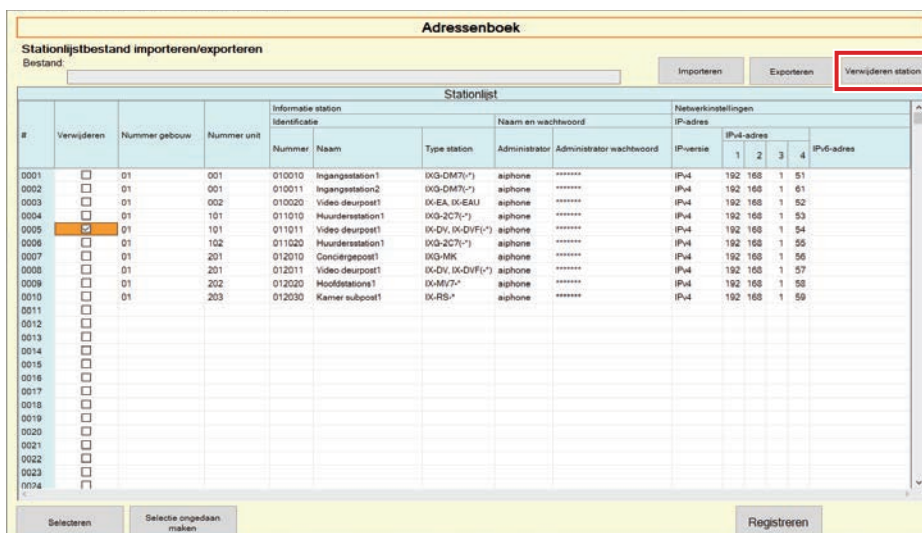 Adressenboek
Stationlijstbestand importeren/exporteren
Bestand:
Importeren Exporteren Verwijderen station
Stationlijst
Informatie station Netwerkinstellingen
Identificatie Naam en wachtwoord IP-adres
# Verwijderen Nummer gebouw Nummer unit Nummer Naam Type station Administrator Administrator wachtwoord IP-versie IPv4-adres IPv6-adres
1 2 3 4
0001 01 001 010010 Ingangsstation1 IXG-DM7(-*) aiphone ******* IPv4 192 168 1 51
0002 01 001 010011 Ingangsstation2 IXG-DM7(-*) aiphone ******* IPv4 192 168 1 61
0003 01 002 010020 Video deurpost1 IX-EA, IX-EAU aiphone ******* IPv4 192 168 1 52
0004 01 101 011010 Huurdersstation1 IXG-2C7(-*) aiphone ******* IPv4 192 168 1 53
0005 01 101 011011 Video deurpost1 IX-DV, IX-DVF(-*) aiphone ******* IPv4 192 168 1 54
0006 01 102 011020 Huurdersstation1 IXG-2C7(-*) aiphone ******* IPv4 192 168 1 55
0007 01 201 012010 Conciërgepost1 IXG-MK aiphone ******* IPv4 192 168 1 56
0008 01 201 012011 Video deurpost1 IX-DV, IX-DVF(-*) aiphone ******* IPv4 192 168 1 57
0009 01 202 012020 Hoofdstations1 IX-MV7-* aiphone ******* IPv4 192 168 1 58
0010 01 203 012030 Kamer subpost1 IX-RS-* aiphone ******* IPv4 192 168 1 59
0011
0012
0013
0014
0015
0016
0017
0018
0019
0020
0021
0022
0023
0024
Selecteren Selectie ongedaan maken Registreren